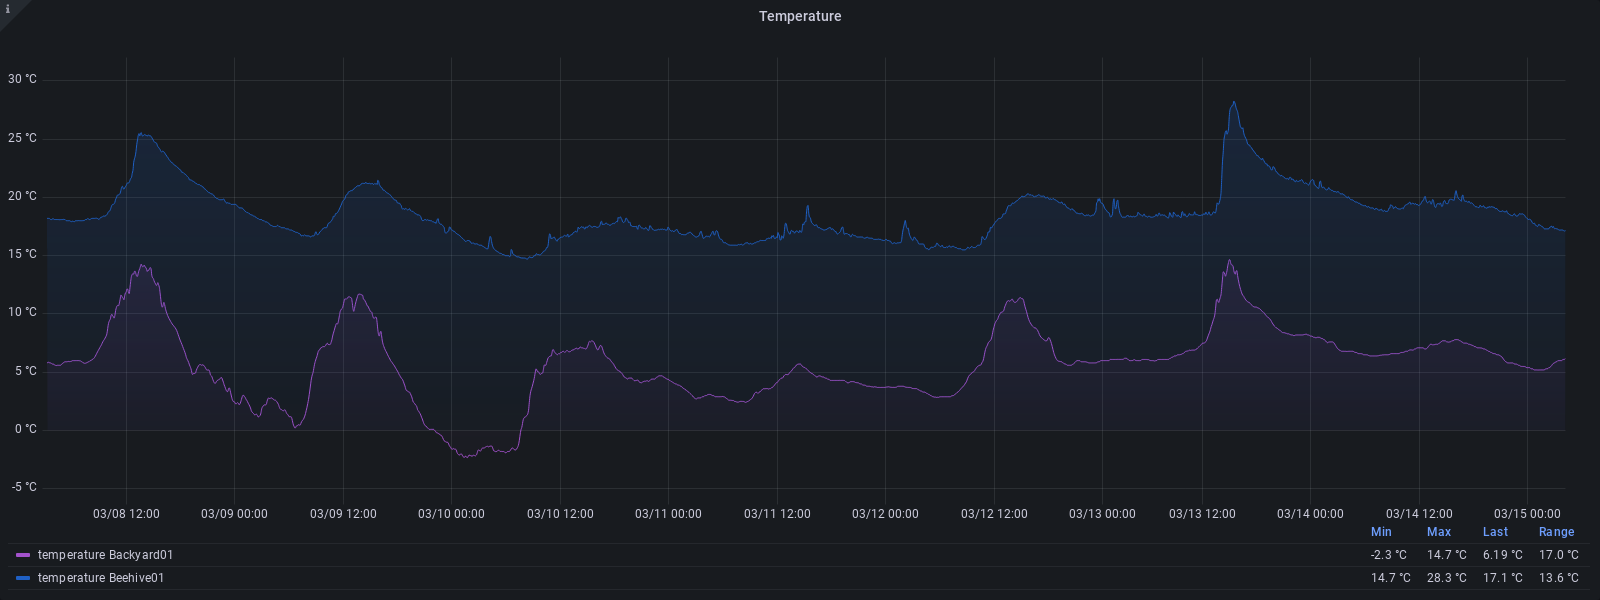 i
Temperature
30 °C
25 °C
20 °C
15 °C
10 °C
5 °C
0 °C
-5 °C
03/08 12:00 03/09 00:00 03/09 12:00 03/10 00:00 03/10 12:00 03/11 00:00 03/11 12:00 03/12 00:00 03/12 12:00 03/13 00:00 03/13 12:00 03/14 00:00 03/14 12:00 03/15 00:00
Min Max Last Range
temperature Backyard01 -2.3 °C 14.7 °C 6.19 °C 17.0 °C
temperature Beehive01 14.7 °C 28.3 °C 17.1 °C 13.6 °C